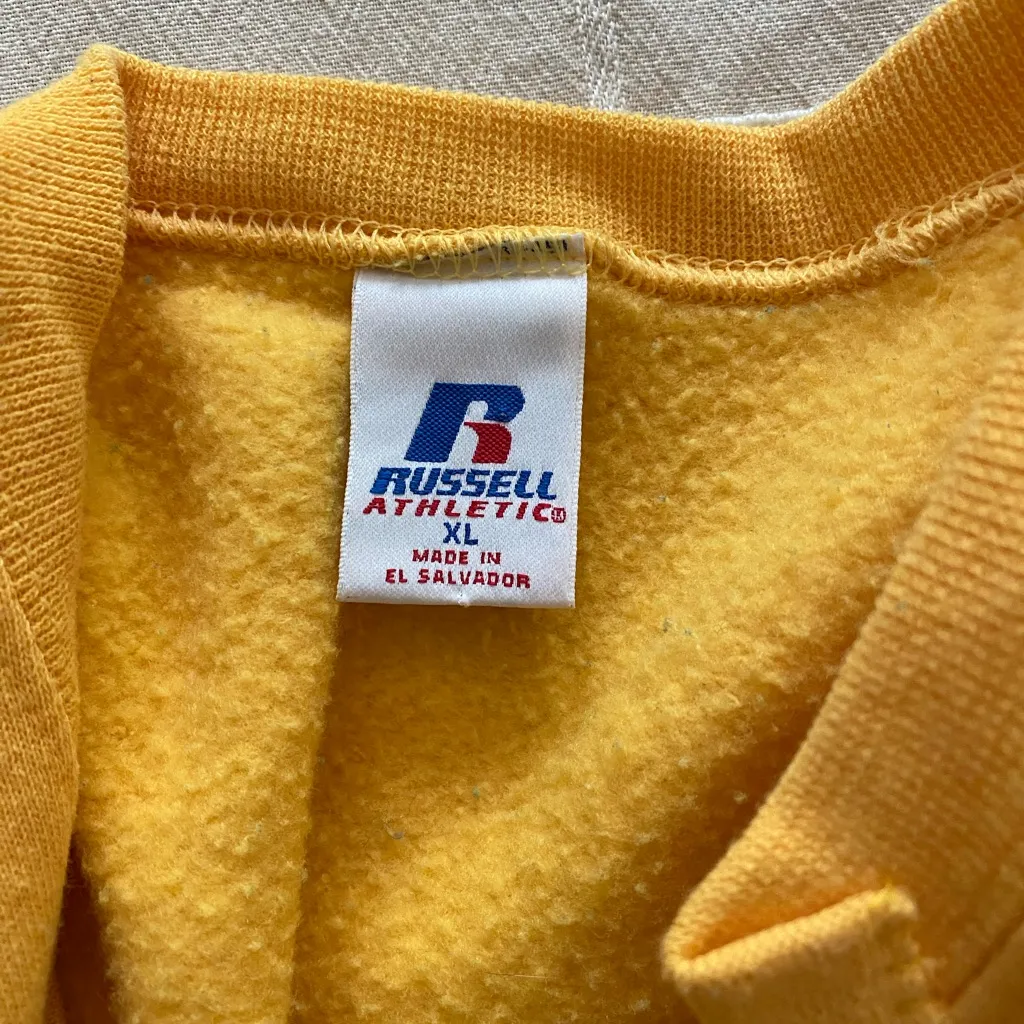 R
RUSSELL
ATHLETIC
XL
MADE IN
EL SALVADOR